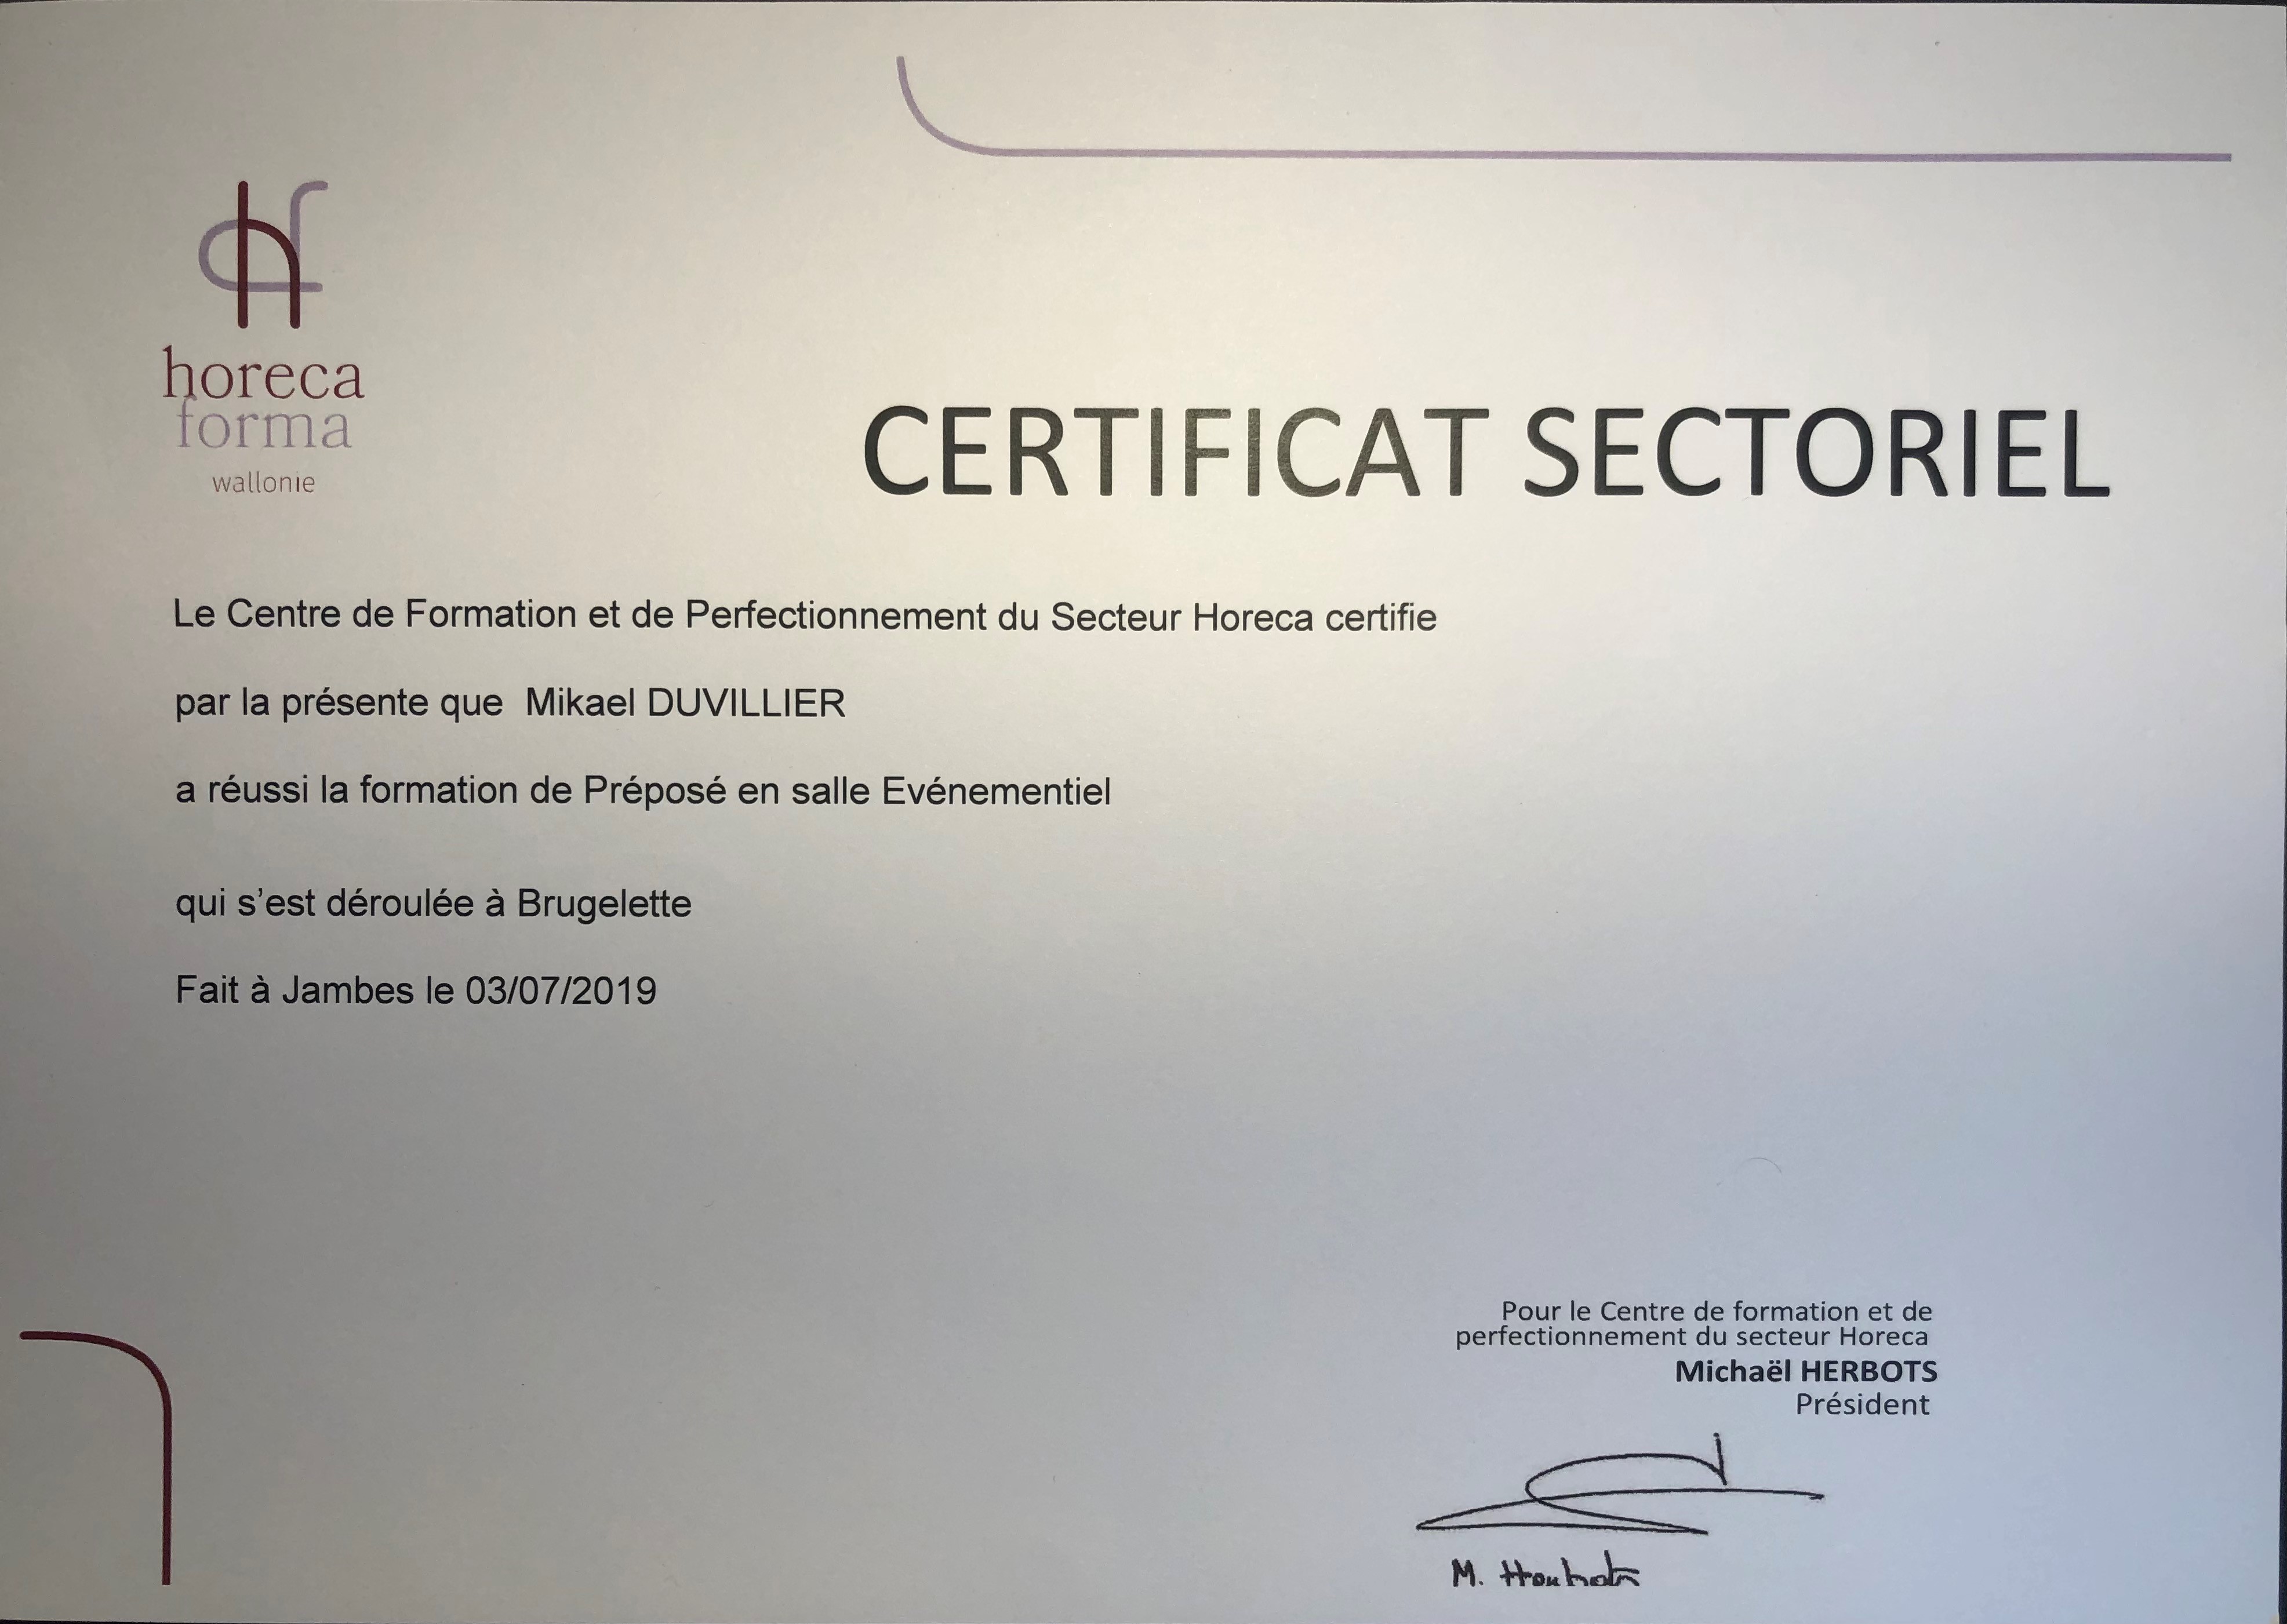 horeca
forma
wallonie
CERTIFICAT SECTORIEL
Le Centre de Formation et de Perfectionnement du Secteur Horeca certifie
par la présente que Mikael DUVILLIER
a réussi la formation de Préposé en salle Evénementiel
qui s'est déroulée à Brugelette
Fait à Jambes le 03/07/2019
Pour le Centre de formation et de
perfectionnement du secteur Horeca
Michaël HERBOTS
Président
M.